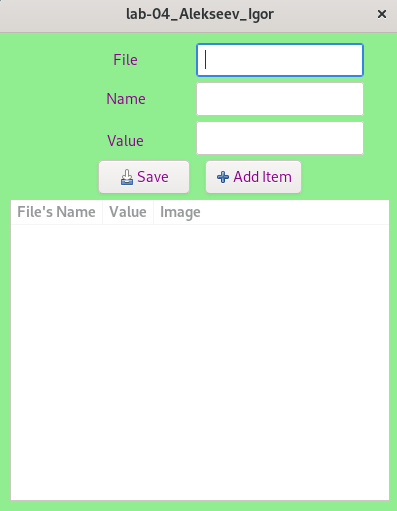 lab-04_Alekseev_Igor
File
Name
Value
Save Add Item
File's Name Value Image